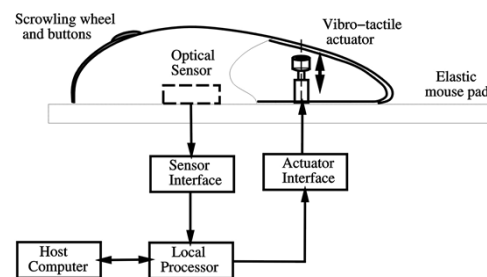 Scrowling wheel
and buttons
Vibro-tactile
actuator
Optical
Sensor
Elastic
mouse pad
Sensor
Interface
Actuator
Interface
Host
Computer
Local
Processor